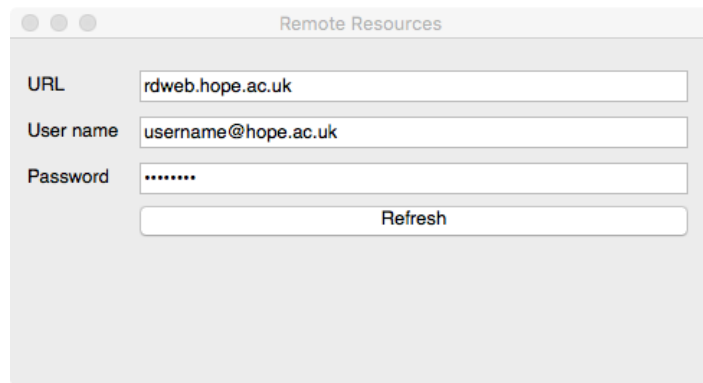 Remote Resources
URL rdweb.hope.ac.uk
User name username@hope.ac.uk
Password ••••••••
Refresh